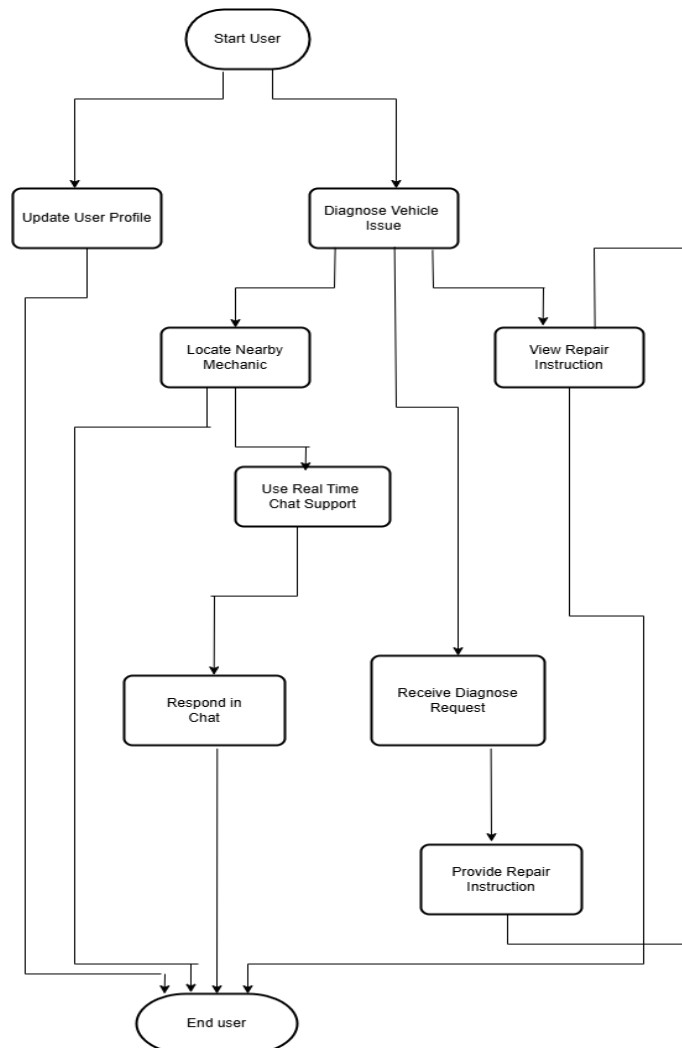 Start User
Update User Profile
Diagnose Vehicle
Issue
Locate Nearby
Mechanic
View Repair
Instruction
Use Real Time
Chat Support
Respond in
Chat
Receive Diagnose
Request
Provide Repair
Instruction
End user